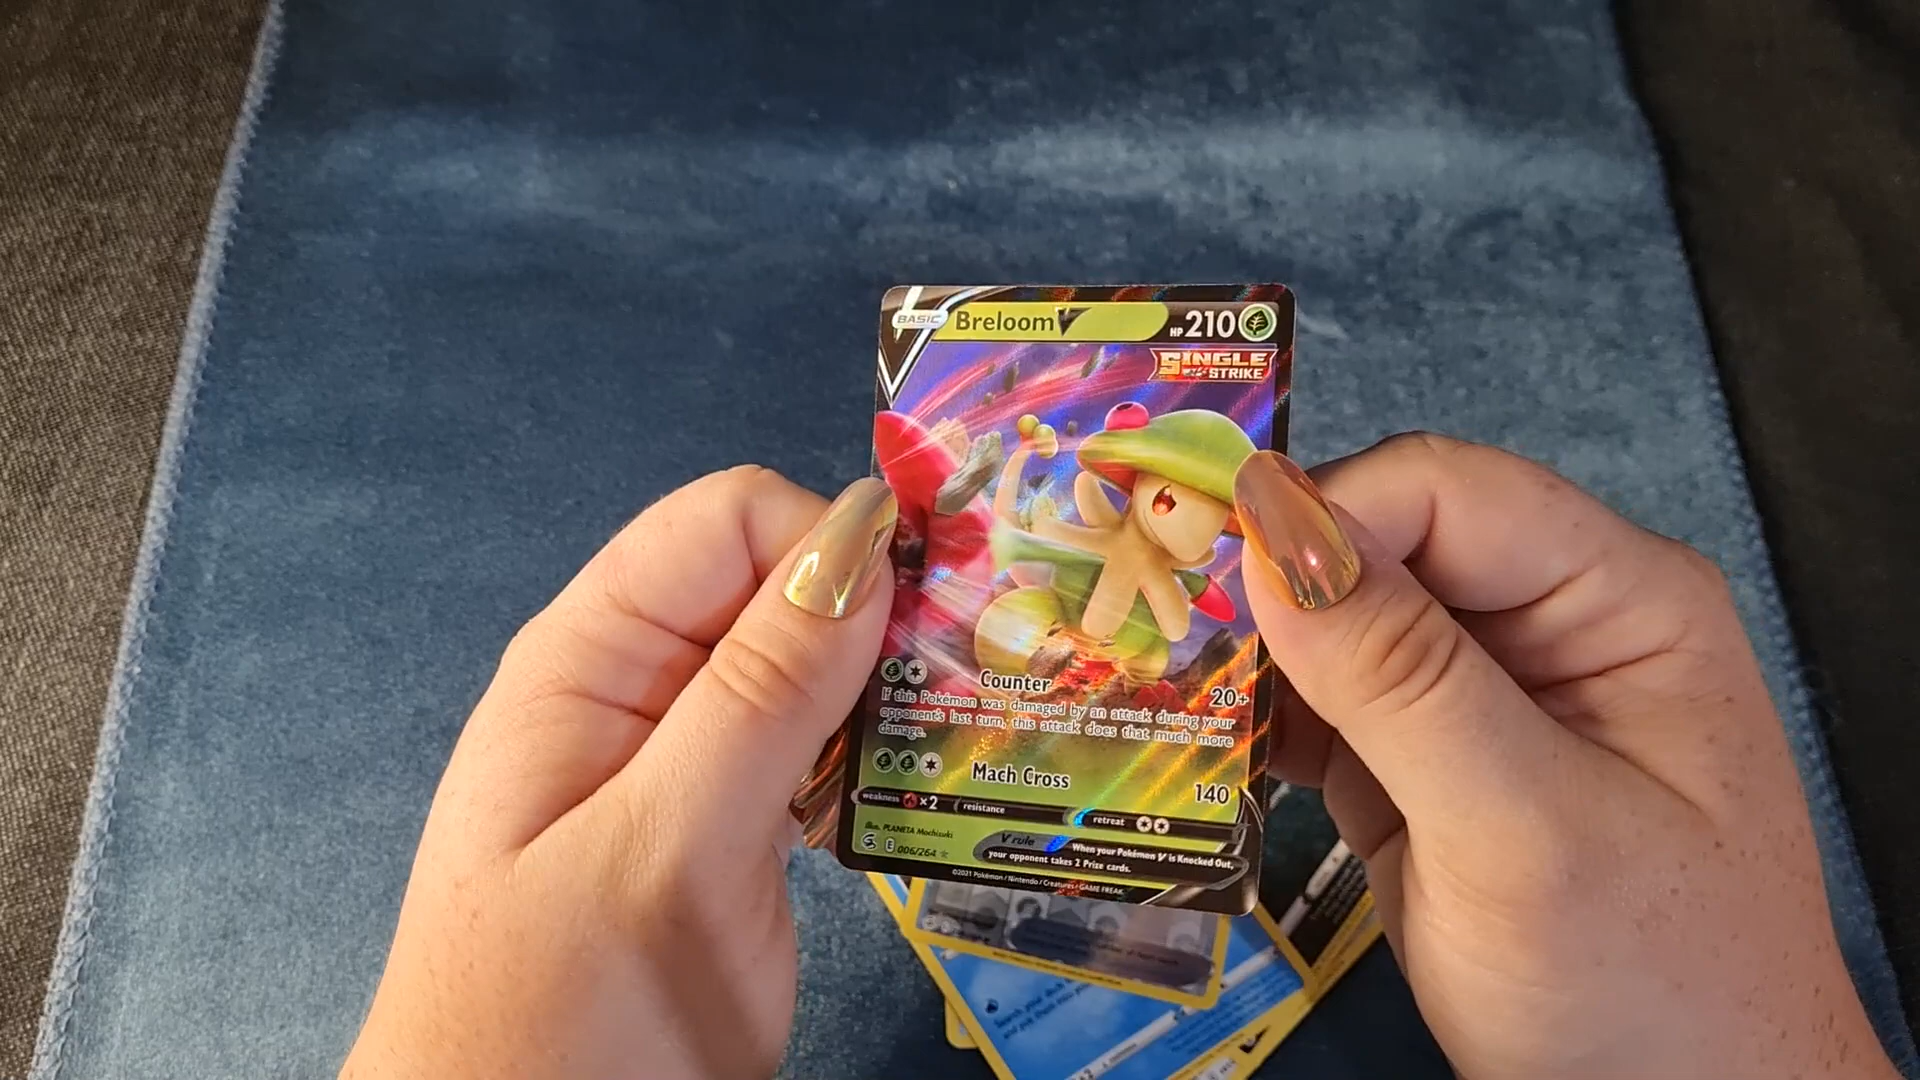 BASIC Breloom V HP 210
SINGLE STRIKE
Counter 20+
If this Pokémon was damaged by an attack during your
opponent's last turn, this attack does that much more
damage.
Mach Cross 140
weakness ×2 resistance retreat
illus. PLANETA Mochizuki
E 006/264
V rule When your Pokémon V is Knocked Out,
your opponent takes 2 Prize cards.
©2021 Pokémon / Nintendo / Creatures / GAME FREAK